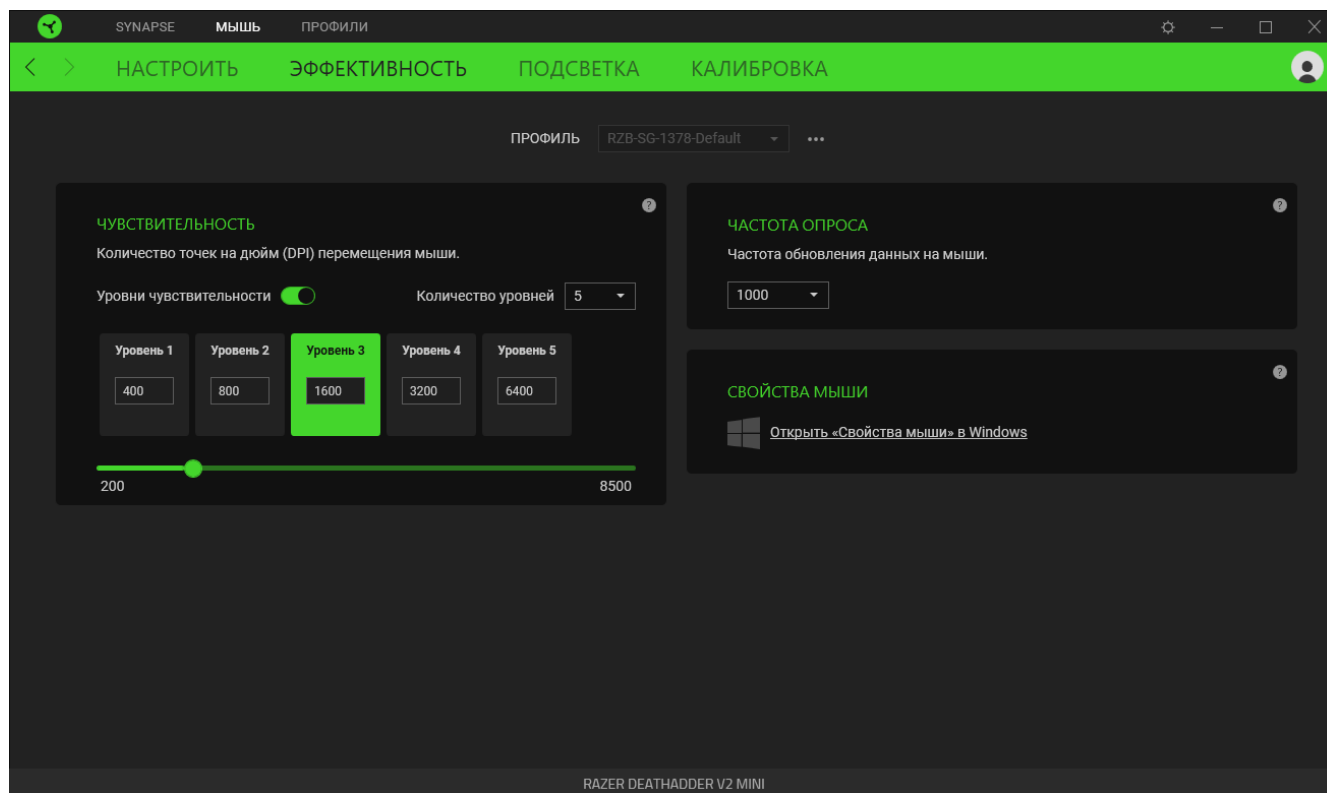 SYNAPSE МЫШЬ ПРОФИЛИ
НАСТРОИТЬ ЭФФЕКТИВНОСТЬ ПОДСВЕТКА КАЛИБРОВКА
ПРОФИЛЬ RZB-SG-1378-Default
ЧУВСТВИТЕЛЬНОСТЬ
Количество точек на дюйм (DPI) перемещения мыши.
Уровни чувствительности Количество уровней 5
Уровень 1 Уровень 2 Уровень 3 Уровень 4 Уровень 5
400 800 1600 3200 6400
200 8500
ЧАСТОТА ОПРОСА
Частота обновления данных на мыши.
1000
СВОЙСТВА МЫШИ
Открыть «Свойства мыши» в Windows
RAZER DEATHADDER V2 MINI